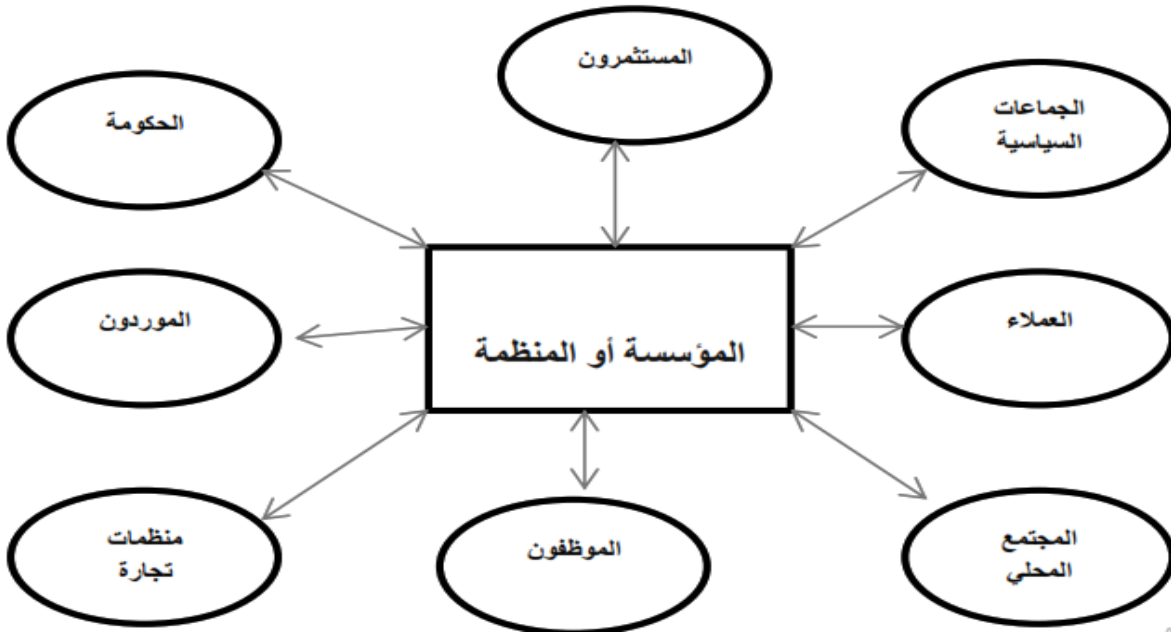 المستثمرون
الجماعات
السياسية
الحكومة
العملاء
الموردون
المؤسسة أو المنظمة
المجتمع
المحلي
الموظفون
منظمات
تجارة